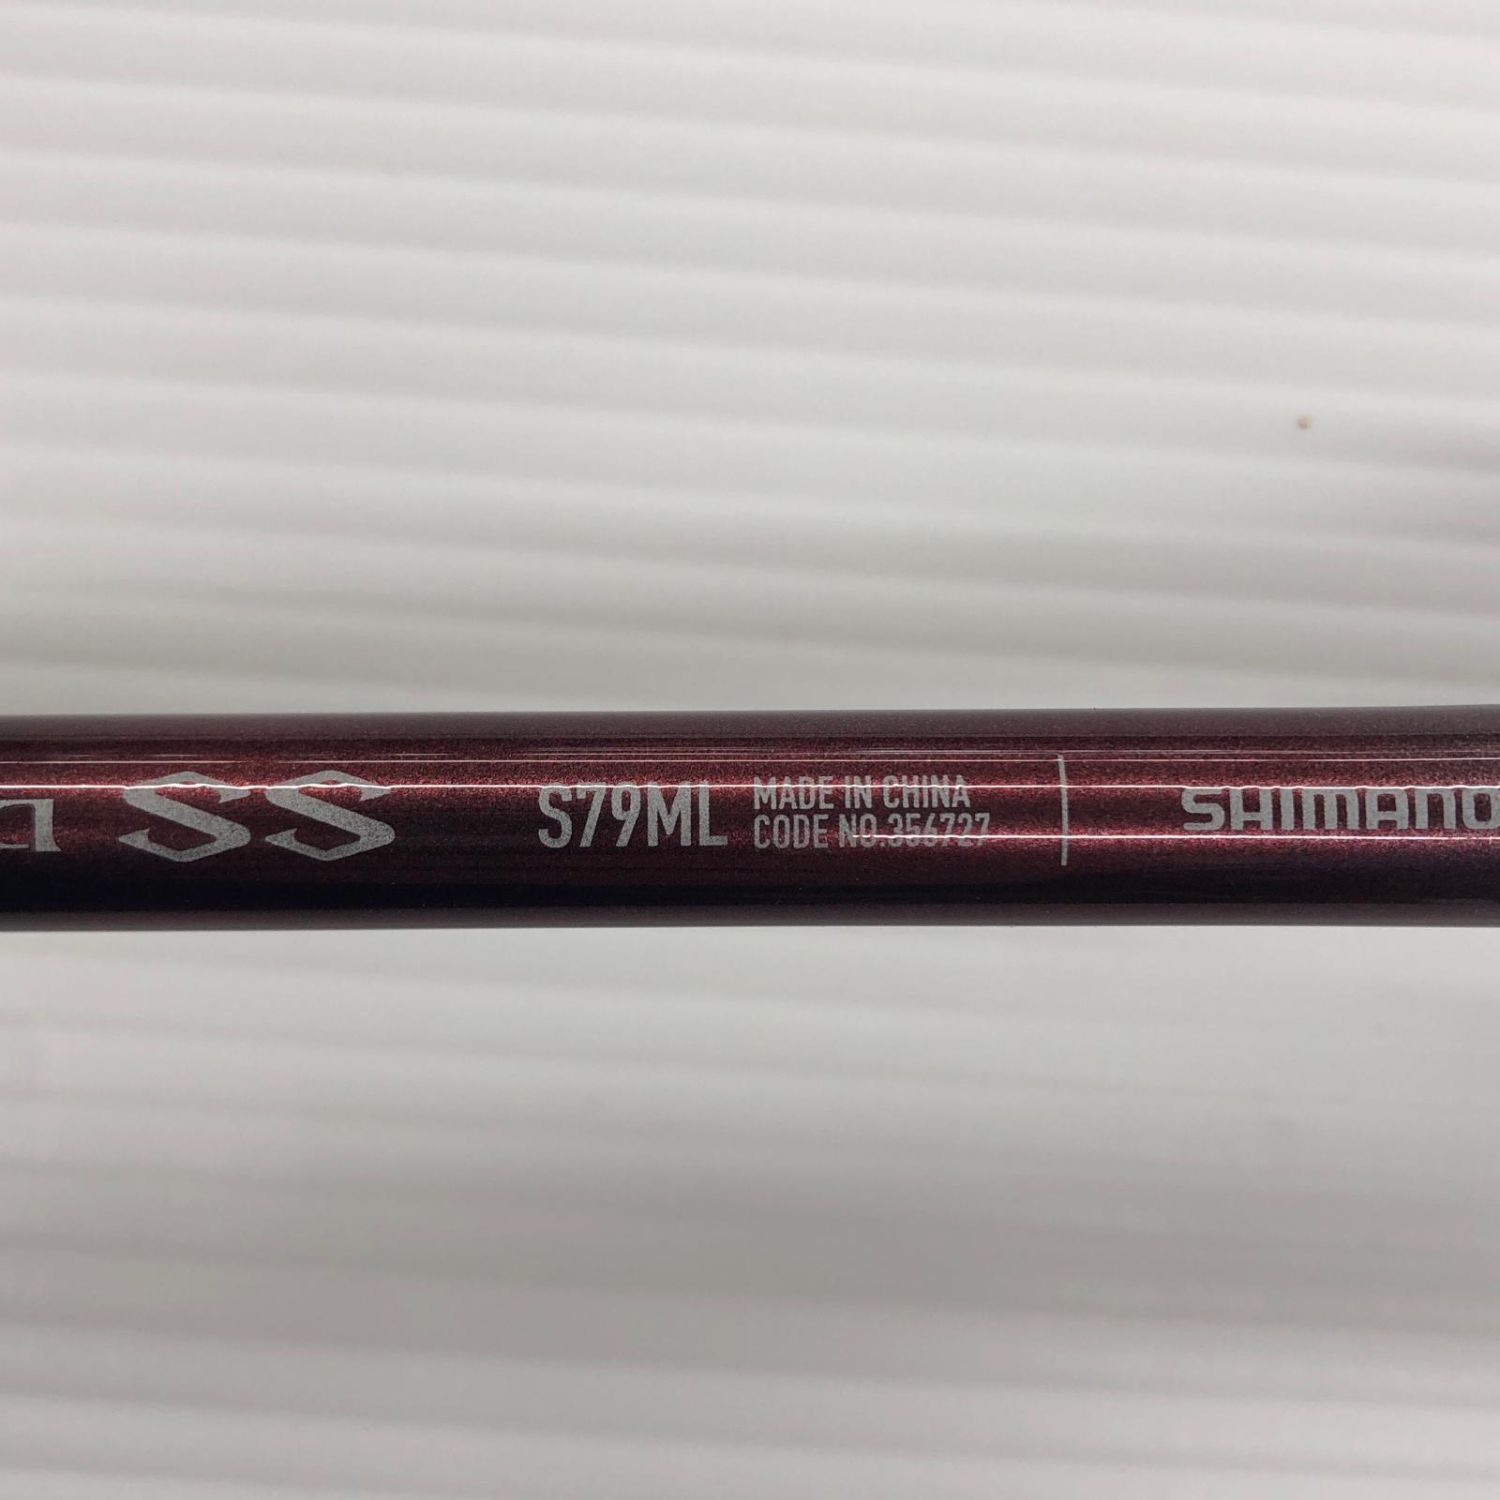 SS S79ML MADE IN CHINA SHIMANO
CODE NO.356727